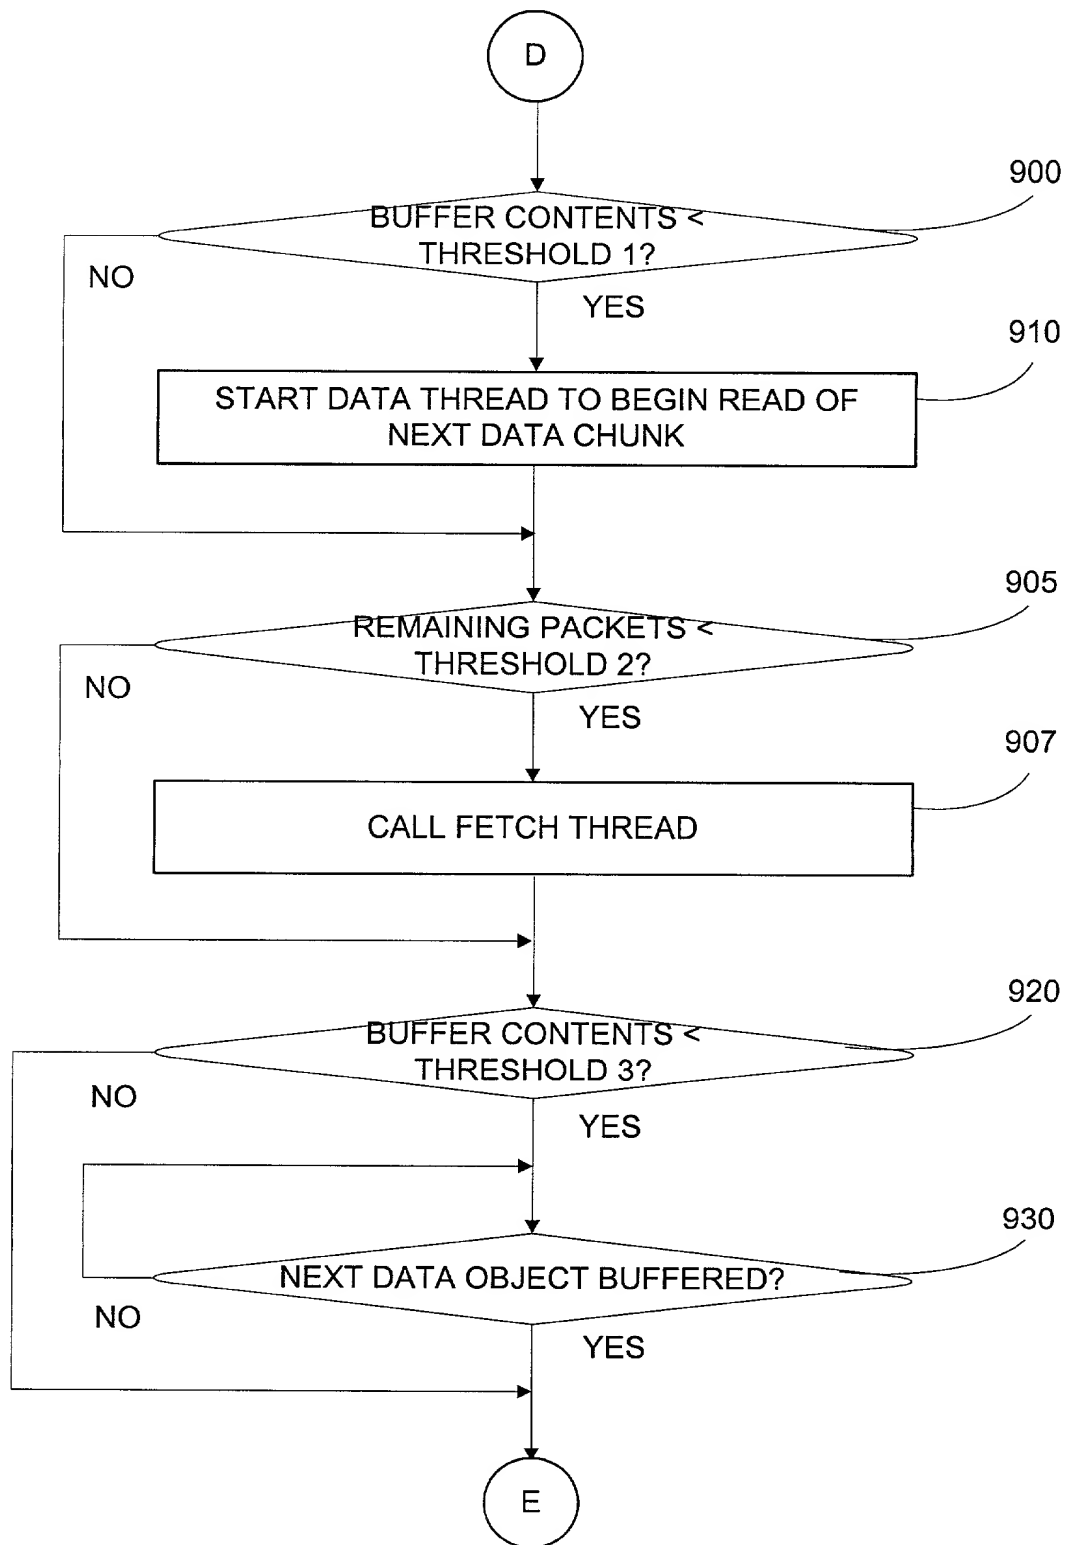 D
900
BUFFER CONTENTS <
THRESHOLD 1?
NO
YES
910
START DATA THREAD TO BEGIN READ OF
NEXT DATA CHUNK
905
REMAINING PACKETS <
THRESHOLD 2?
NO
YES
907
CALL FETCH THREAD
920
BUFFER CONTENTS <
THRESHOLD 3?
NO
YES
930
NEXT DATA OBJECT BUFFERED?
NO
YES
E